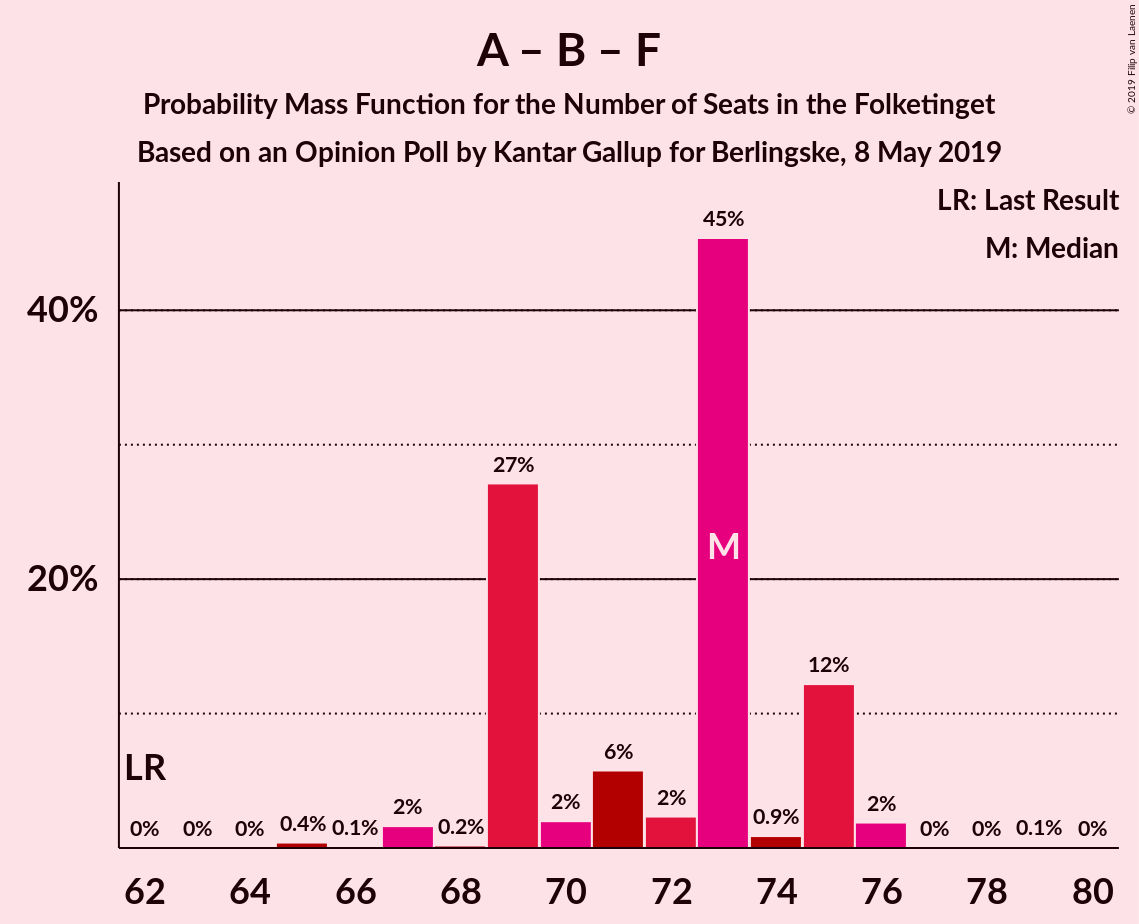 © 2019 Filip van Laenen
A – B – F
Probability Mass Function for the Number of Seats in the Folketinget
Based on an Opinion Poll by Kantar Gallup for Berlingske, 8 May 2019
LR: Last Result
M: Median
40%
20%
LR
M
0% 0% 0% 0.4% 0.1% 2% 0.2% 27% 2% 6% 2% 45% 0.9% 12% 2% 0% 0% 0.1% 0%
62 64 66 68 70 72 74 76 78 80